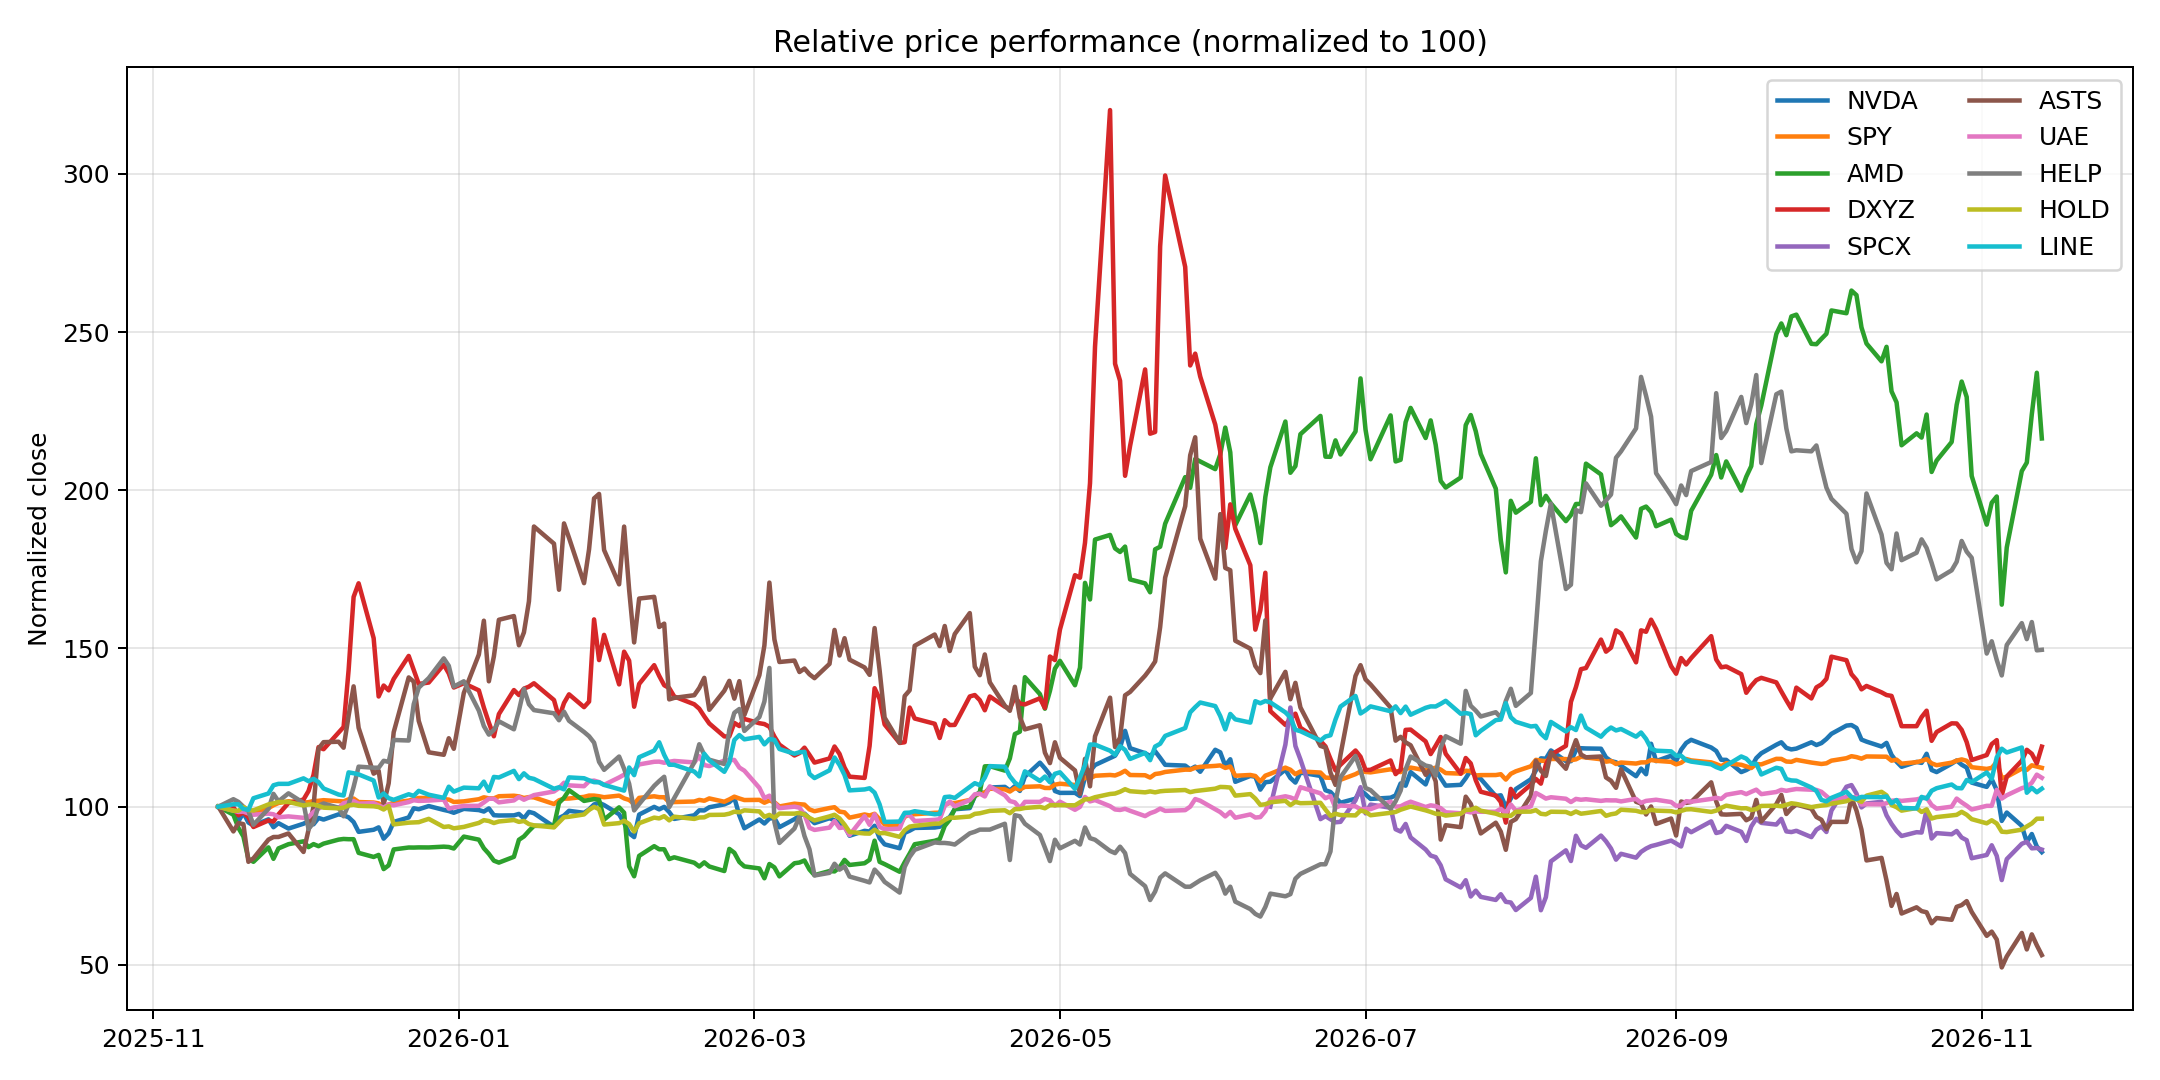 Relative price performance (normalized to 100)
Normalized close
300
250
200
150
100
50
2025-11
2026-01
2026-03
2026-05
2026-07
2026-09
2026-11
NVDA
SPY
AMD
DXYZ
SPCX
ASTS
UAE
HELP
HOLD
LINE